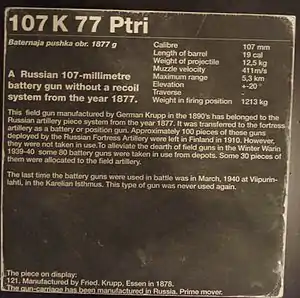 107 K 77 Ptri
Baternaja pushka obr. 1877 g
A Russian 107-millimetre
battery gun without a recoil
system from the year 1877.
Calibre 107 mm
Length of barrel 19 cal
Weight of projectile 12,5 kg
Muzzle velocity 411m/s
Maximum range 5,3 km
Elevation +-20 °
Traverse -
Weight in firing position 1213 kg
This field gun manufactured by German Krupp in the 1890's has belonged to the
Russian artillery piece system from the year 1877. It was transferred to the fortress
artillery as a battery or position gun. Approximately 100 pieces of these guns
deployed by the Russian Fortress Artillery were left in Finland in 1910. However,
they were not taken in use.To alleviate the dearth of field guns in the Winter Warin
1939-40 some 80 battery guns were taken in use from depots. Some 30 pieces of
them were allocated to the field artillery.
The last time the battery guns were used in battle was in March, 1940 at Viipurin-
lahti, in the Karelian Isthmus. This type of gun was never used again.
The piece on display:
121. Manufactured by Fried. Krupp, Essen in 1878.
The gun-carriage has been manufactured in Russia. Prime mover.